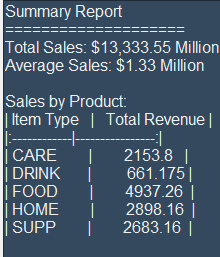 Summary Report
====================
Total Sales: $13,333.55 Million
Average Sales: $1.33 Million

Sales by Product:
| Item Type | Total Revenue |
|:------------|----------------:|
| CARE | 2153.8 |
| DRINK | 661.175 |
| FOOD | 4937.26 |
| HOME | 2898.16 |
| SUPP | 2683.16 |